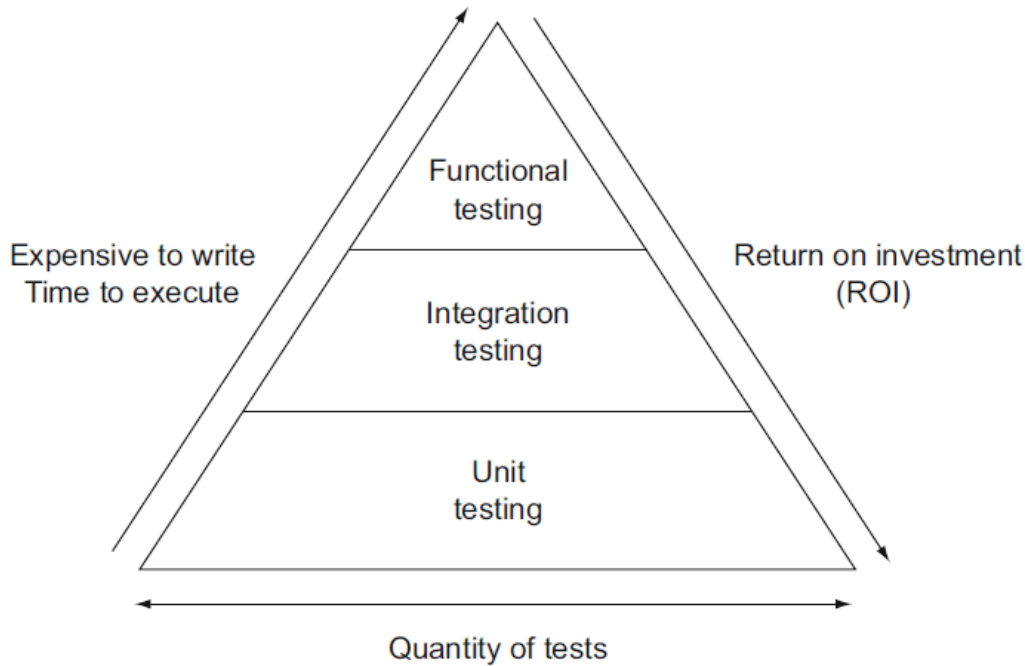 Functional
testing
Expensive to write
Time to execute
Return on investment
(ROI)
Integration
testing
Unit
testing
Quantity of tests